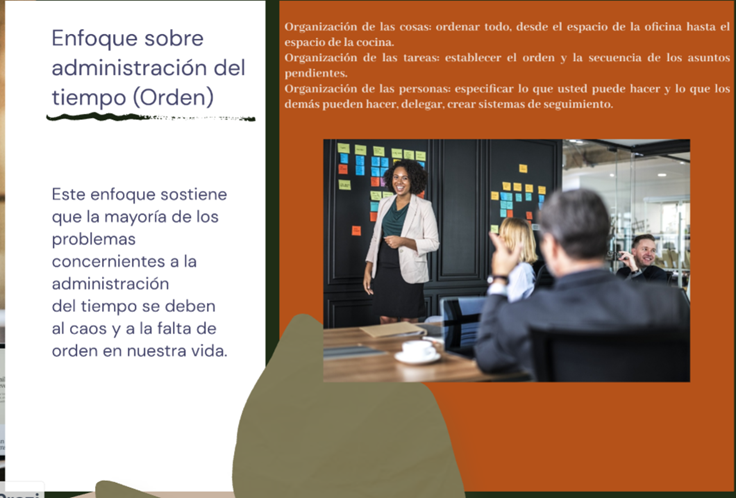 Enfoque sobre
administración del
tiempo (Orden)
Este enfoque sostiene
que la mayoría de los
problemas
concernientes a la
administración
del tiempo se deben
al caos y a la falta de
orden en nuestra vida.
Organización de las cosas: ordenar todo, desde el espacio de la oficina hasta el
espacio de la cocina.
Organización de las tareas: establecer el orden y la secuencia de los asuntos
pendientes.
Organización de las personas: especificar lo que usted puede hacer y lo que los
demás pueden hacer, delegar, crear sistemas de seguimiento.